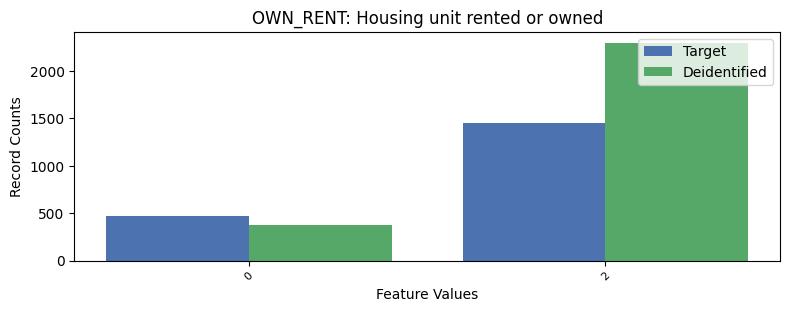 OWN_RENT: Housing unit rented or owned
Target
Deidentified
Record Counts
2000
1500
1000
500
0
0
2
Feature Values